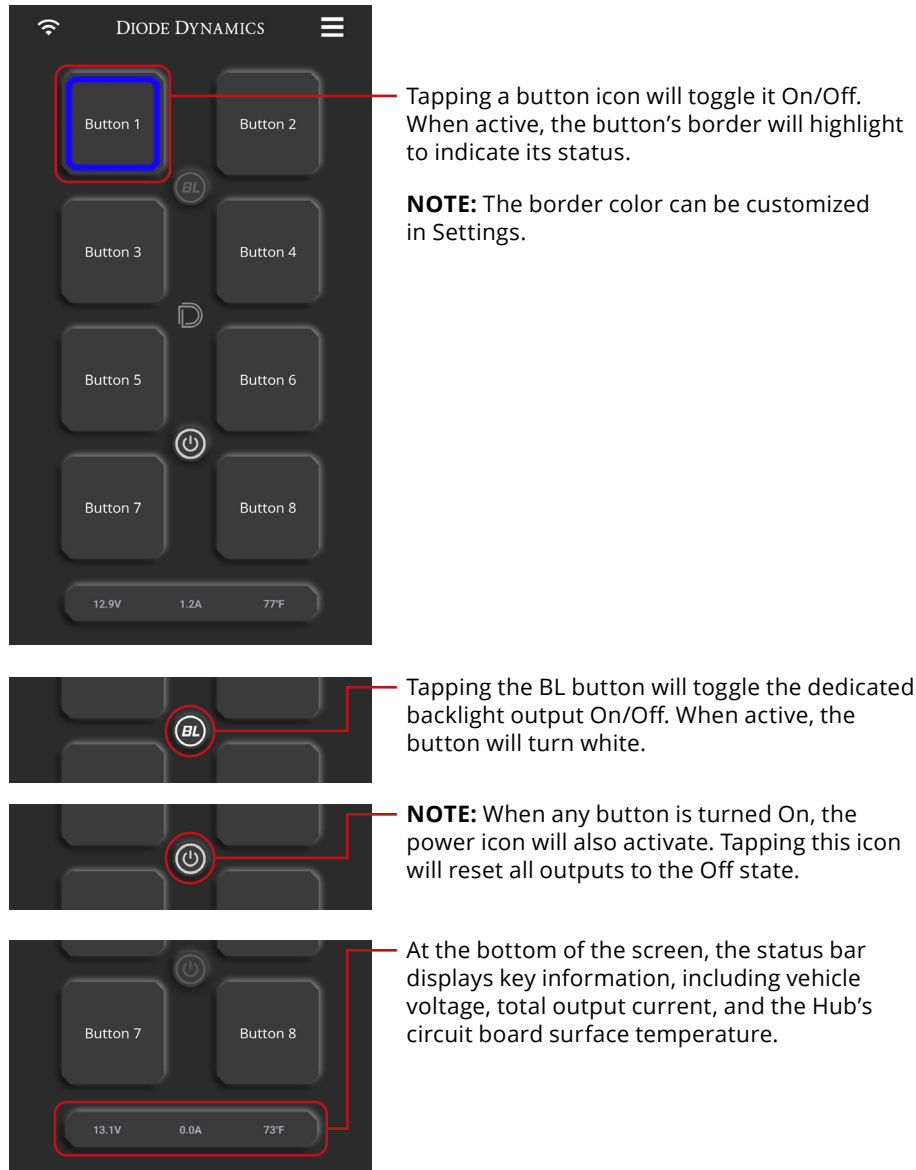 DIODE DYNAMICS
Button 1
Button 2
BL
Button 3
Button 4
Button 5
Button 6
Button 7
Button 8
12.9V 1.2A 77°F
Tapping a button icon will toggle it On/Off.
When active, the button’s border will highlight
to indicate its status.
NOTE: The border color can be customized
in Settings.
BL
Tapping the BL button will toggle the dedicated
backlight output On/Off. When active, the
button will turn white.
NOTE: When any button is turned On, the
power icon will also activate. Tapping this icon
will reset all outputs to the Off state.
Button 7
Button 8
13.1V 0.0A 73°F
At the bottom of the screen, the status bar
displays key information, including vehicle
voltage, total output current, and the Hub’s
circuit board surface temperature.